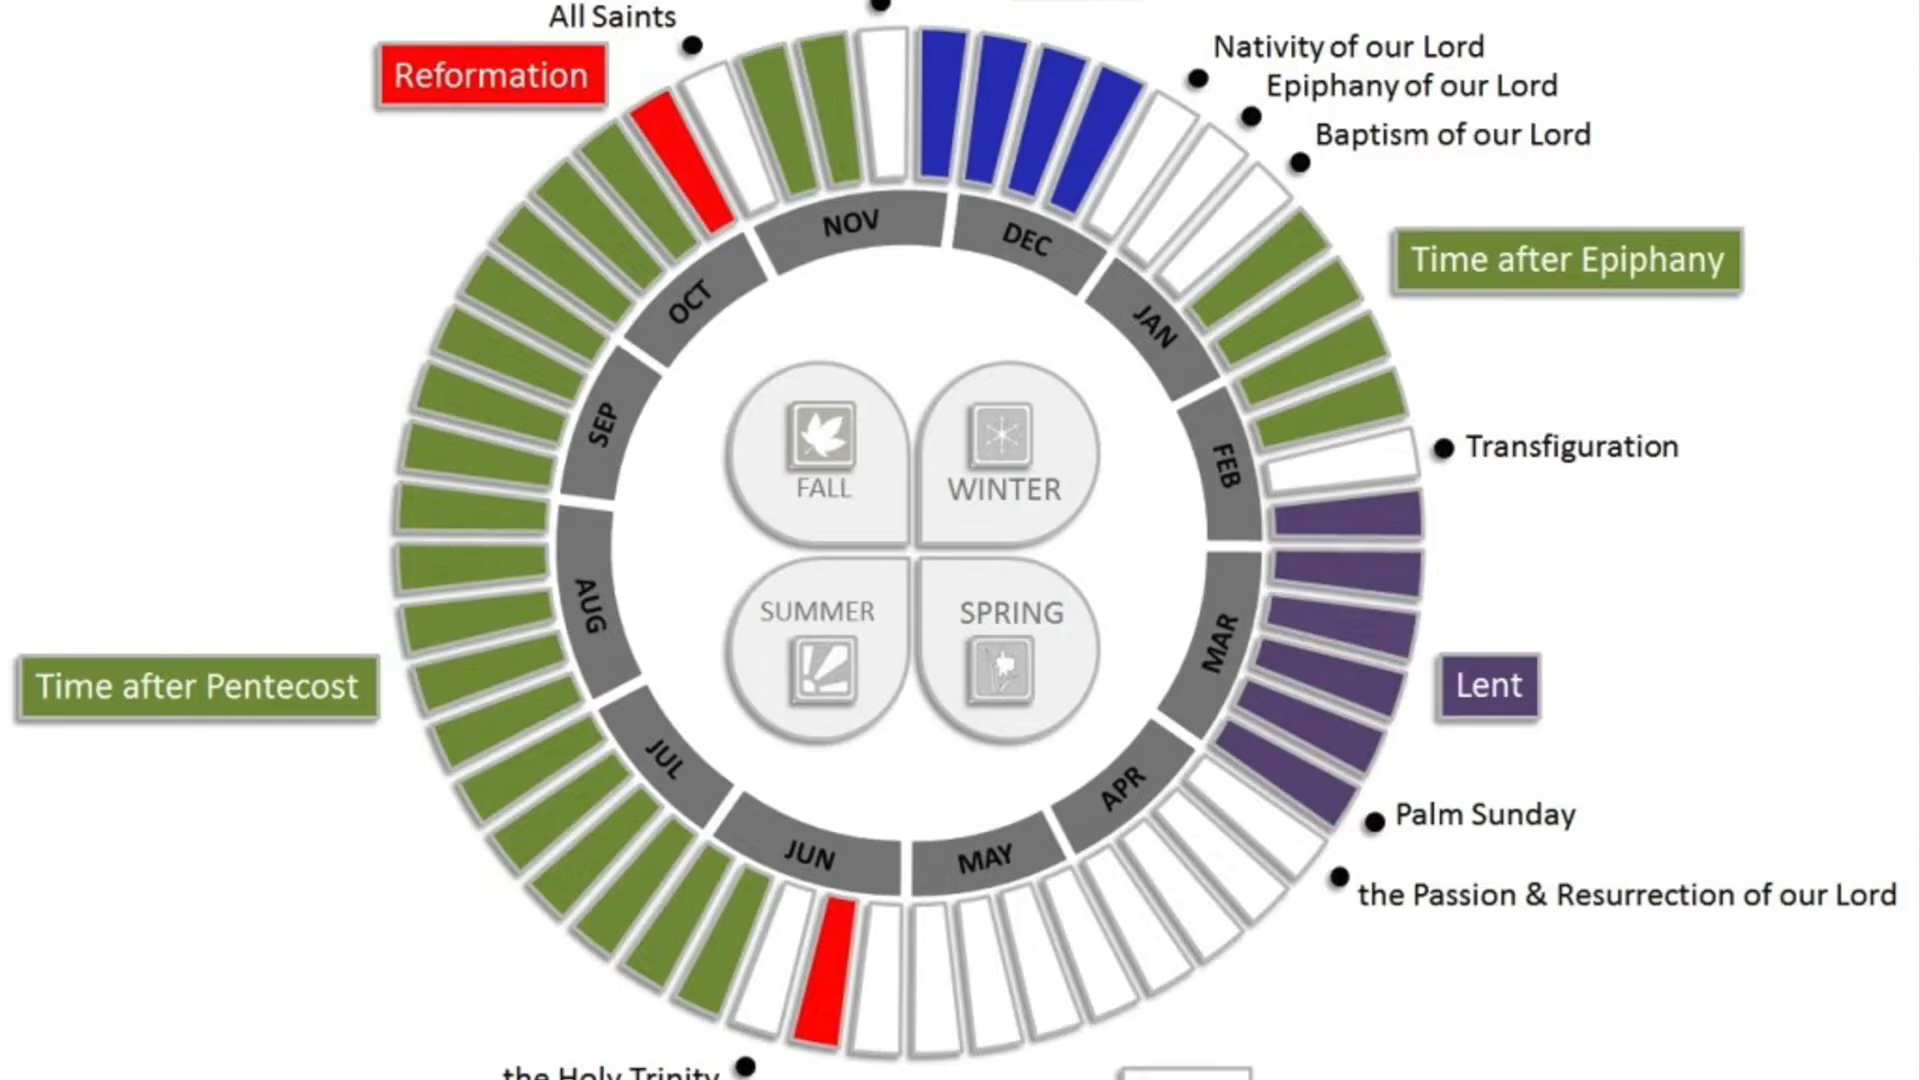 All Saints
Reformation
Nativity of our Lord
Epiphany of our Lord
Baptism of our Lord
NOV
DEC
OCT
JAN
Time after Epiphany
SEP
FEB
FALL
WINTER
Transfiguration
AUG
MAR
SUMMER
SPRING
Time after Pentecost
Lent
JUL
APR
JUN
MAY
Palm Sunday
the Passion & Resurrection of our Lord
the Holy Trinity